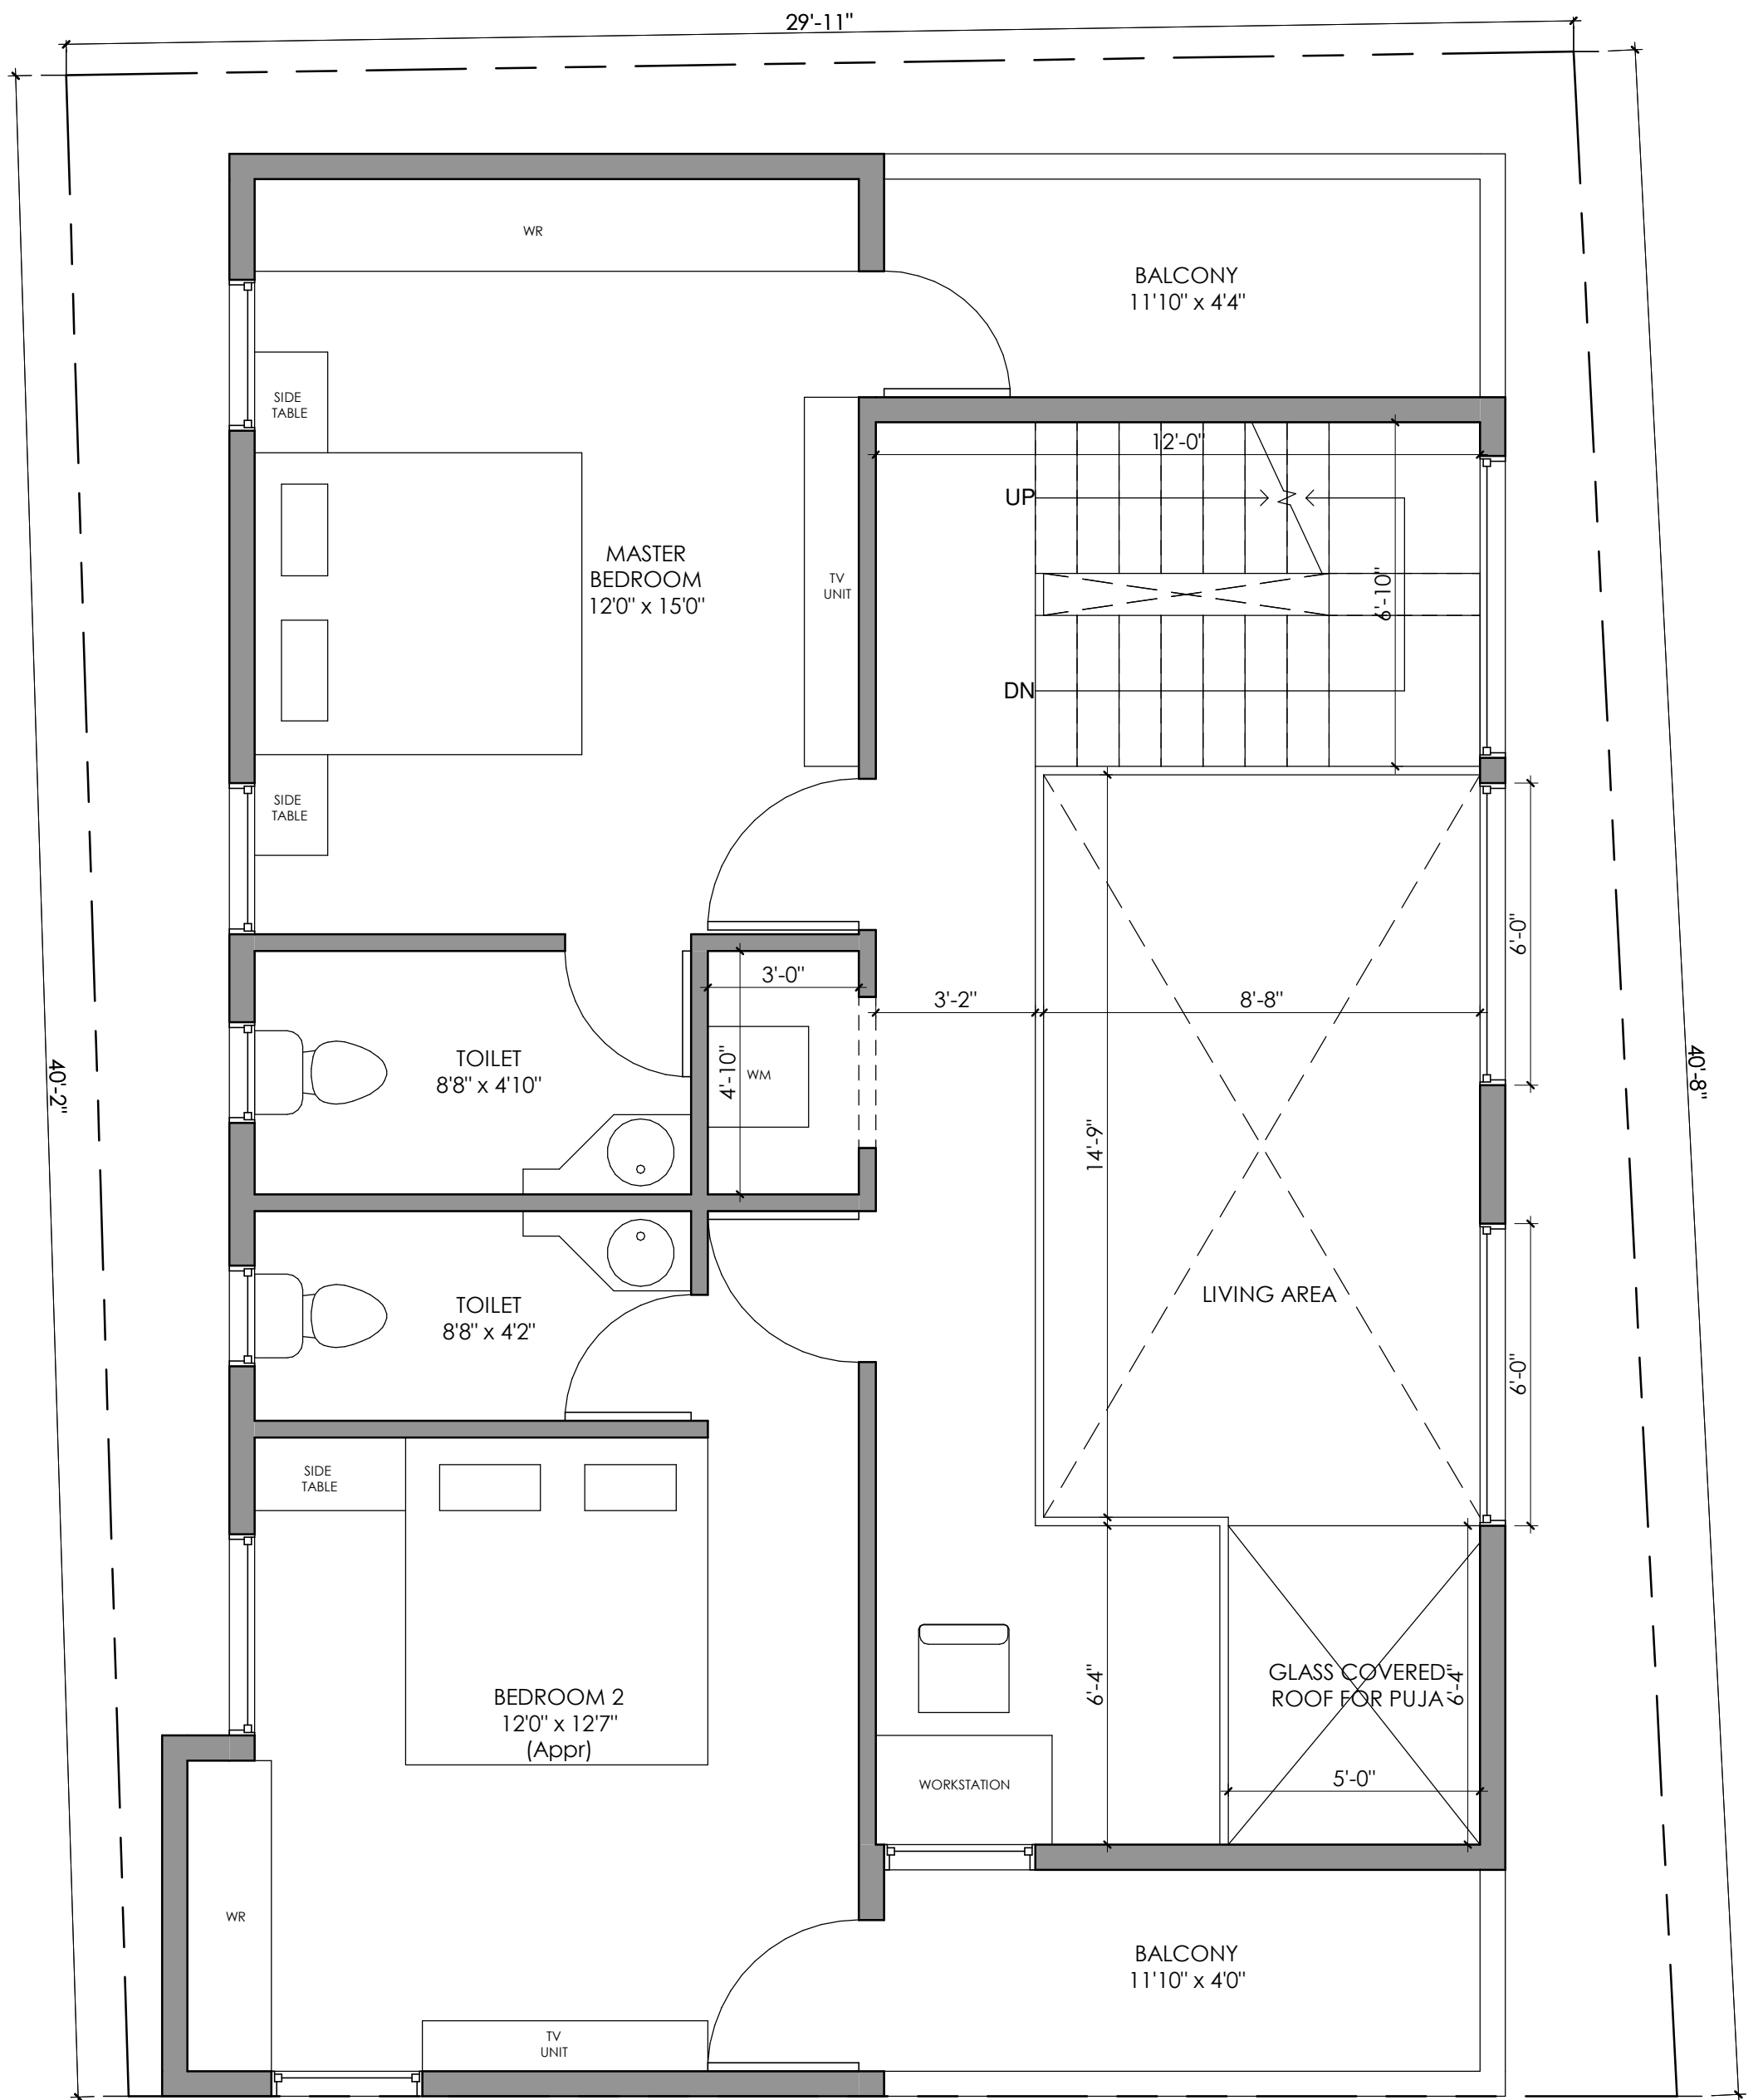 29'-11"
WR
BALCONY
11'10" x 4'4"
SIDE
TABLE
12'-0"
UP
MASTER
BEDROOM
12'0" x 15'0"
TV
UNIT
6'-10"
DN
SIDE
TABLE
6'-0"
3'-0"
3'-2"
8'-8"
TOILET
8'8" x 4'10"
4'-10"
WM
40'-2"
40'-8"
14'-9"
LIVING AREA
TOILET
8'8" x 4'2"
6'-0"
SIDE
TABLE
GLASS COVERED
ROOF FOR PUJA
6'-4"
6'-4"
BEDROOM 2
12'0" x 12'7"
(Appr)
5'-0"
WORKSTATION
WR
BALCONY
11'10" x 4'0"
TV
UNIT